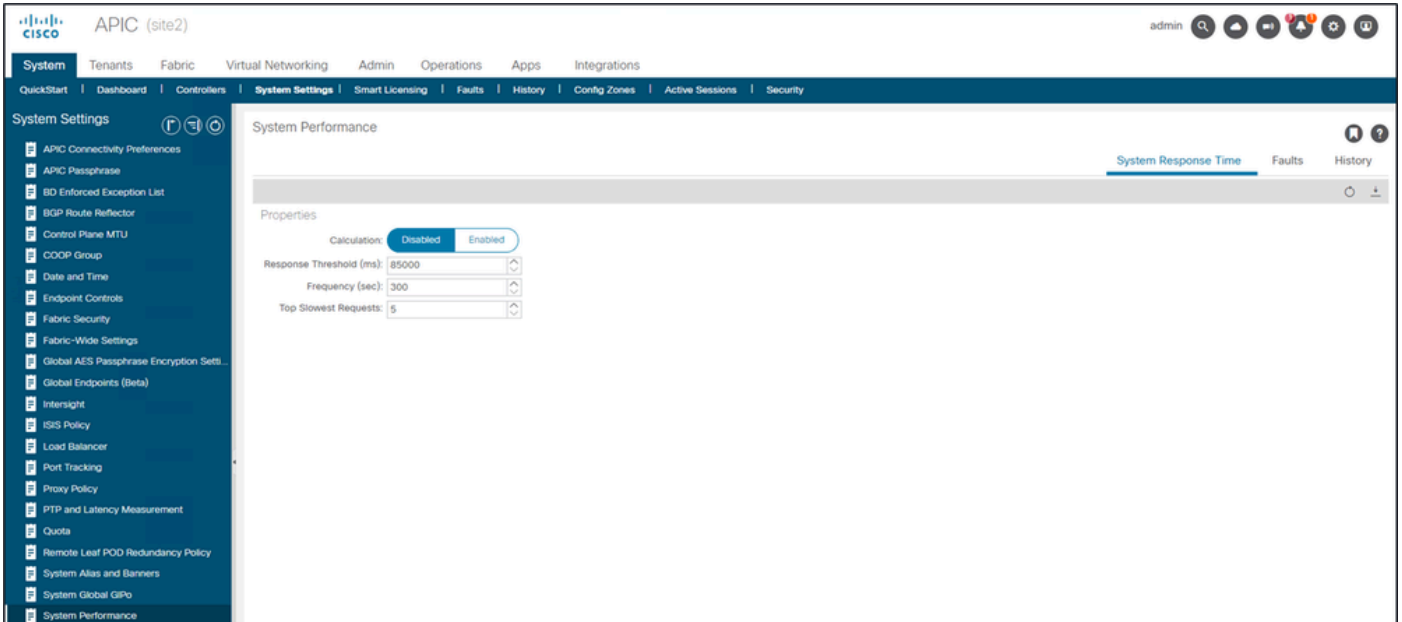 CISCO
APIC (site2)
admin
System Tenants Fabric Virtual Networking Admin Operations Apps Integrations
QuickStart | Dashboard | Controllers | System Settings | Smart Licensing | Faults | History | Config Zones | Active Sessions | Security
System Settings
APIC Connectivity Preferences
APIC Passphrase
BD Enforced Exception List
BGP Route Reflector
Control Plane MTU
COOP Group
Date and Time
Endpoint Controls
Fabric Security
Fabric-Wide Settings
Global AES Passphrase Encryption Setti...
Global Endpoints (Beta)
Intersight
ISIS Policy
Load Balancer
Port Tracking
Proxy Policy
PTP and Latency Measurement
Quota
Remote Leaf POD Redundancy Policy
System Alias and Banners
System Global GIPo
System Performance
System Performance
System Response Time Faults History
Properties
Calculation: Disabled Enabled
Response Threshold (ms): 85000
Frequency (sec): 300
Top Slowest Requests: 5